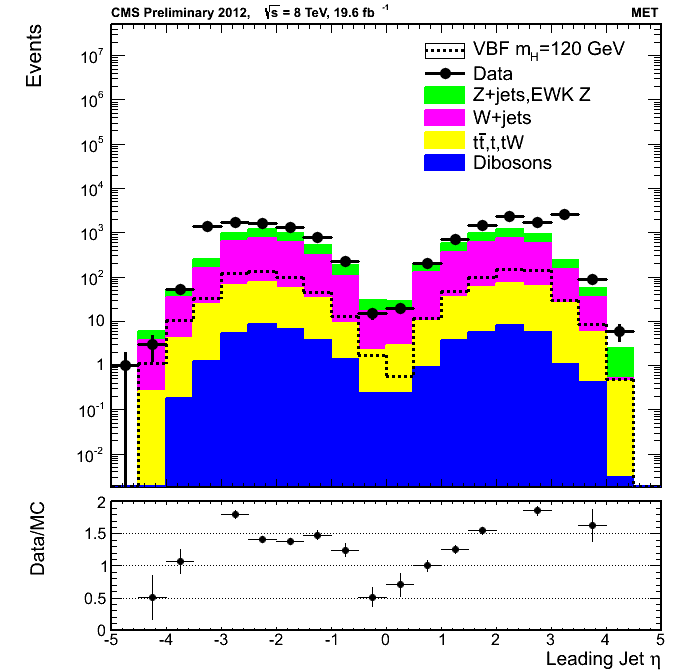 CMS Preliminary 2012, √s = 8 TeV, 19.6 fb⁻¹ MET
Events
VBF m_H=120 GeV
Data
Z+jets,EWK Z
W+jets
tt̄,t,tW
Dibosons
10⁷
10⁶
10⁵
10⁴
10³
10²
10
1
10⁻¹
10⁻²
Data/MC
2
1.5
1
0.5
0
-5 -4 -3 -2 -1 0 1 2 3 4 5
Leading Jet η